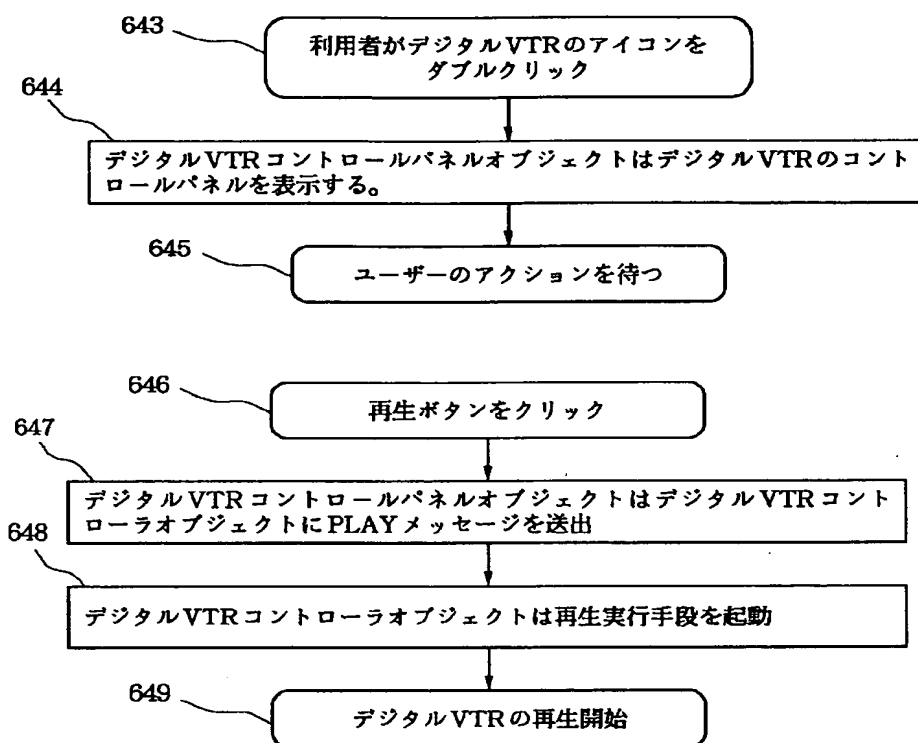 643
利用者がデジタルVTRのアイコンを
ダブルクリック
644
デジタルVTRコントロールパネルオブジェクトはデジタルVTRのコント
ロールパネルを表示する。
645
ユーザーのアクションを待つ
646
再生ボタンをクリック
647
デジタルVTRコントロールパネルオブジェクトはデジタルVTRコント
ローラオブジェクトにPLAYメッセージを送出
648
デジタルVTRコントローラオブジェクトは再生実行手段を起動
649
デジタルVTRの再生開始